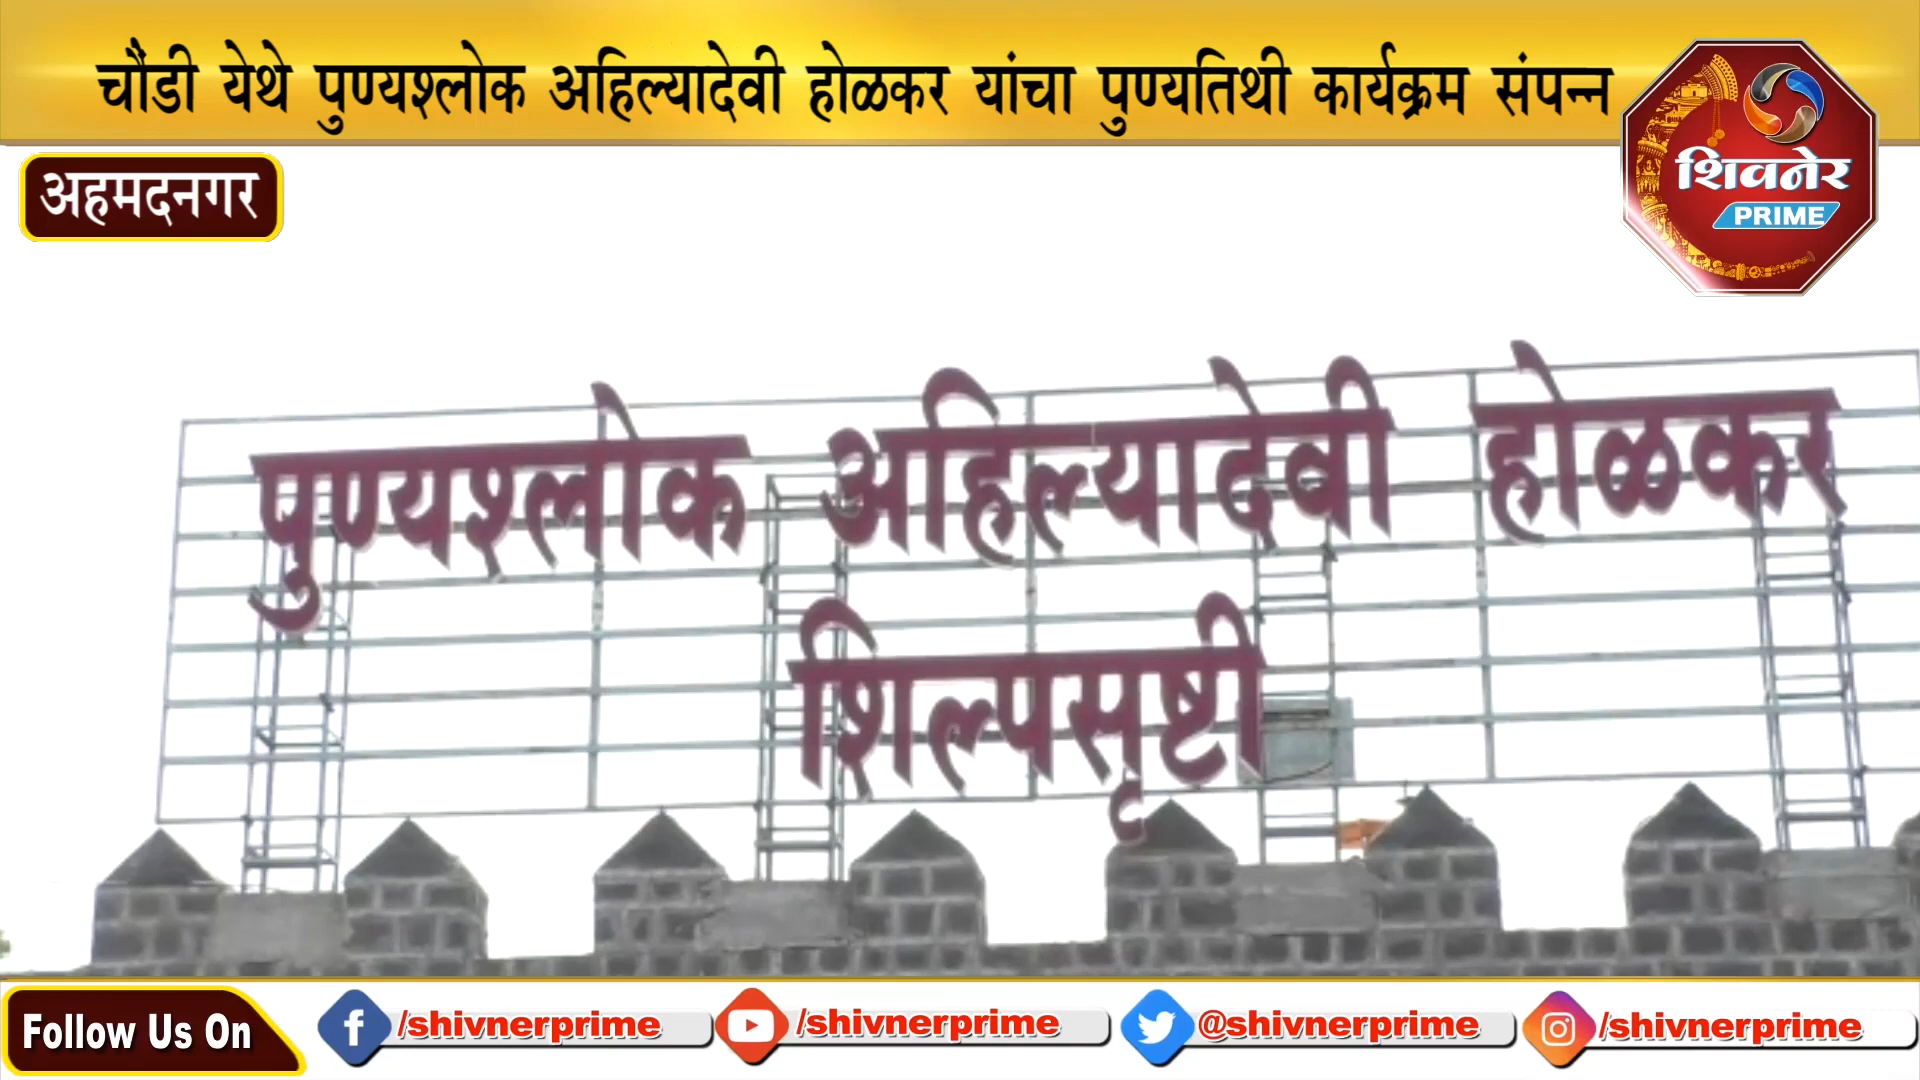 चौंडी येथे पुण्यश्लोक अहिल्यादेवी होळकर यांचा पुण्यतिथी कार्यक्रम संपन्न
अहमदनगर
शिवनेर
PRIME
पुण्यश्लोक अहिल्यादेवी होळकर
शिल्पसृष्टी
Follow Us On
/shivnerprime
/shivnerprime
@shivnerprime
/shivnerprime